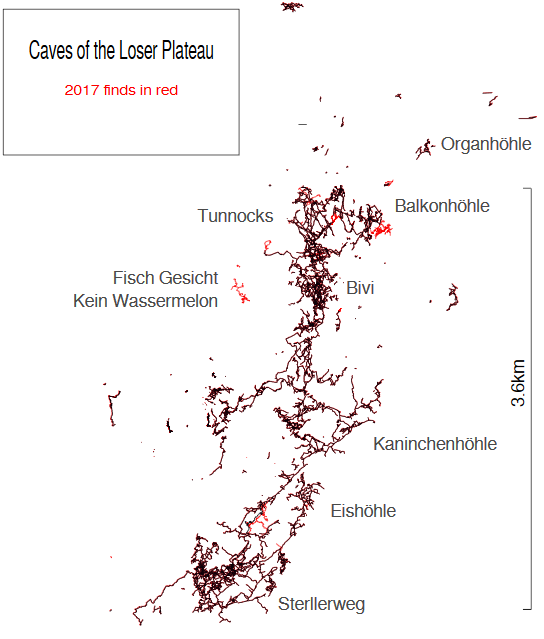 Caves of the Loser Plateau
2017 finds in red
Organhöhle
Balkonhöhle
Tunnocks
Fisch Gesicht
Kein Wassermelon
Bivi
3.6km
Kaninchenhöhle
Eishöhle
Sterllerweg